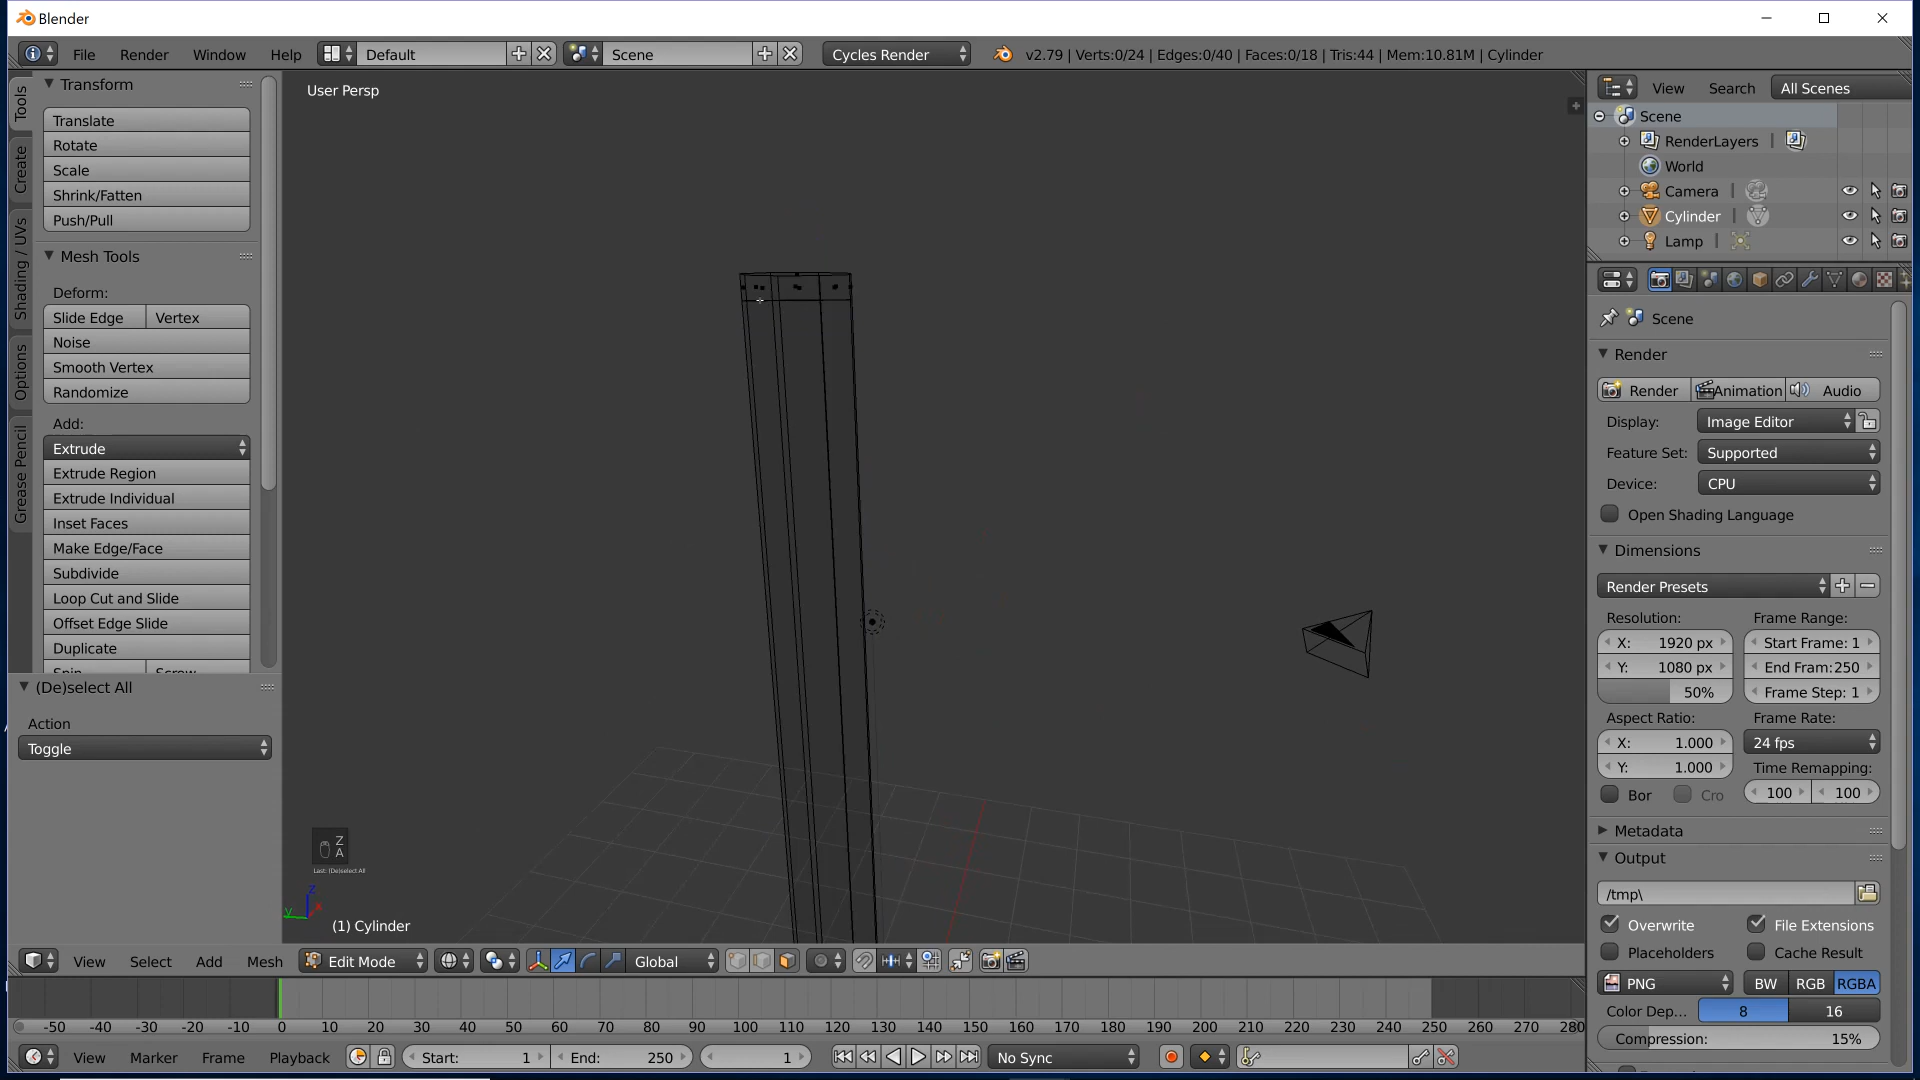 Blender
File Render Window Help Default Scene Cycles Render v2.79 | Verts:0/24 | Edges:0/40 | Faces:0/18 | Tris:44 | Mem:10.81M | Cylinder
Tools
Create
Shading / UVs
Options
Grease Pencil
Transform
Translate
Rotate
Scale
Shrink/Fatten
Push/Pull
Mesh Tools
Deform:
Slide Edge Vertex
Noise
Smooth Vertex
Randomize
Add:
Extrude
Extrude Region
Extrude Individual
Inset Faces
Make Edge/Face
Subdivide
Loop Cut and Slide
Offset Edge Slide
Duplicate
Spin Screw
(De)select All
Action
Toggle
User Persp
Z
A
Last: (De)select All
z
y x
(1) Cylinder
View Select Add Mesh Edit Mode Global
View Search All Scenes
Scene
RenderLayers |
World
Camera |
Cylinder |
Lamp |
Scene
Render
Render Animation Audio
Display: Image Editor
Feature Set: Supported
Device: CPU
Open Shading Language
Dimensions
Render Presets
Resolution: Frame Range:
X: 1920 px Start Frame: 1
Y: 1080 px End Fram:250
50% Frame Step: 1
Aspect Ratio: Frame Rate:
X: 1.000 24 fps
Y: 1.000 Time Remapping:
Bor Cro 100 100
Metadata
Output
/tmp\
Overwrite File Extensions
Placeholders Cache Result
PNG BW RGB RGBA
Color Dep... 8 16
Compression: 15%
-50 -40 -30 -20 -10 0 10 20 30 40 50 60 70 80 90 100 110 120 130 140 150 160 170 180 190 200 210 220 230 240 250 260 270 280
View Marker Frame Playback Start: 1 End: 250 1 No Sync